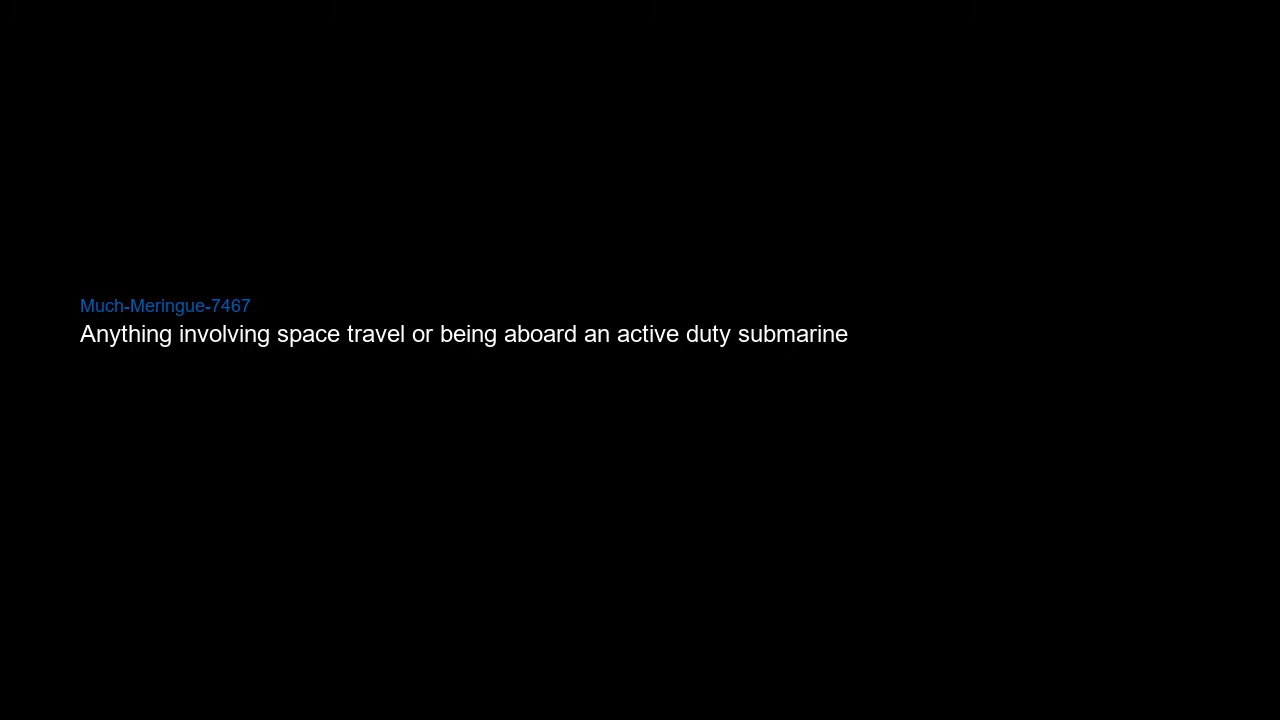 Much-Meringue-7467
Anything involving space travel or being aboard an active duty submarine